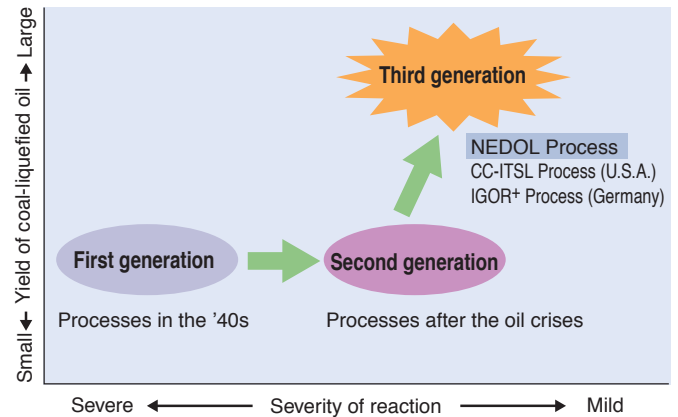 Third generation
NEDOL Process
CC-ITSL Process (U.S.A.)
IGOR+ Process (Germany)
First generation
Second generation
Processes in the ’40s
Processes after the oil crises
Small ← Yield of coal-liquefied oil → Large
Severe ← Severity of reaction → Mild